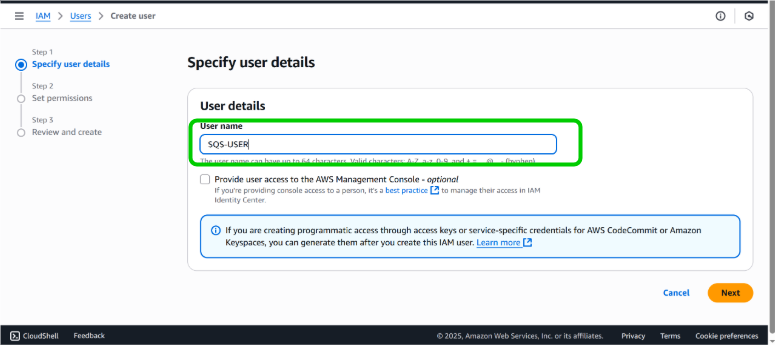 IAM > Users > Create user
Step 1
Specify user details
Step 2
Set permissions
Step 3
Review and create
Specify user details
User details
User name
SQS-USER
The user name can have up to 64 characters. Valid characters: A-Z, a-z, 0-9, and + = , . @ _ - (hyphen)
Provide user access to the AWS Management Console - optional
If you're providing console access to a person, it's a best practice to manage their access in IAM
Identity Center.
If you are creating programmatic access through access keys or service-specific credentials for AWS CodeCommit or Amazon
Keyspaces, you can generate them after you create this IAM user. Learn more
Cancel Next
CloudShell Feedback © 2025, Amazon Web Services, Inc. or its affiliates. Privacy Terms Cookie preferences